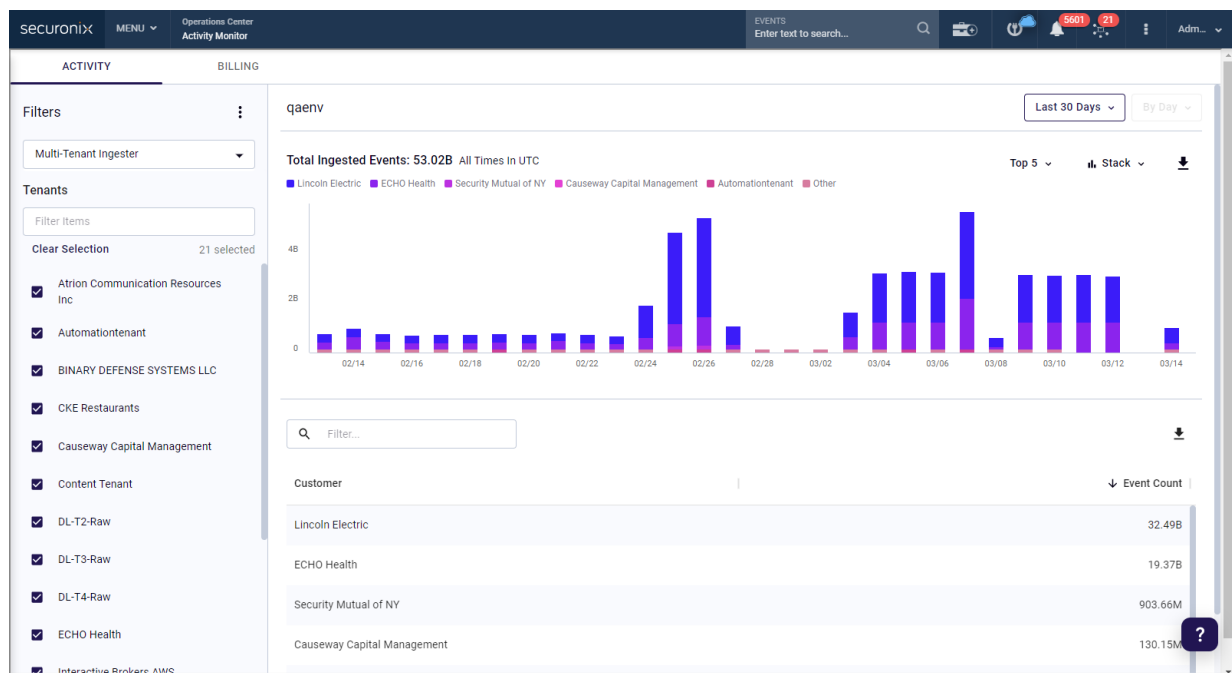 securonix MENU Operations Center
Activity Monitor
EVENTS
Enter text to search...
5601 21 Adm...
ACTIVITY BILLING
Filters
Multi-Tenant Ingester
Tenants
Filter Items
Clear Selection 21 selected
Atrion Communication Resources
Inc
Automationtenant
BINARY DEFENSE SYSTEMS LLC
CKE Restaurants
Causeway Capital Management
Content Tenant
DL-T2-Raw
DL-T3-Raw
DL-T4-Raw
ECHO Health
Interactive Brokers AWS
qaenv Last 30 Days By Day
Total Ingested Events: 53.02B All Times In UTC Top 5 Stack
Lincoln Electric ECHO Health Security Mutual of NY Causeway Capital Management Automationtenant Other
4B
2B
0
02/14 02/16 02/18 02/20 02/22 02/24 02/26 02/28 03/02 03/04 03/06 03/08 03/10 03/12 03/14
Filter...
Customer Event Count
Lincoln Electric 32.49B
ECHO Health 19.37B
Security Mutual of NY 903.66M
Causeway Capital Management 130.15M
?